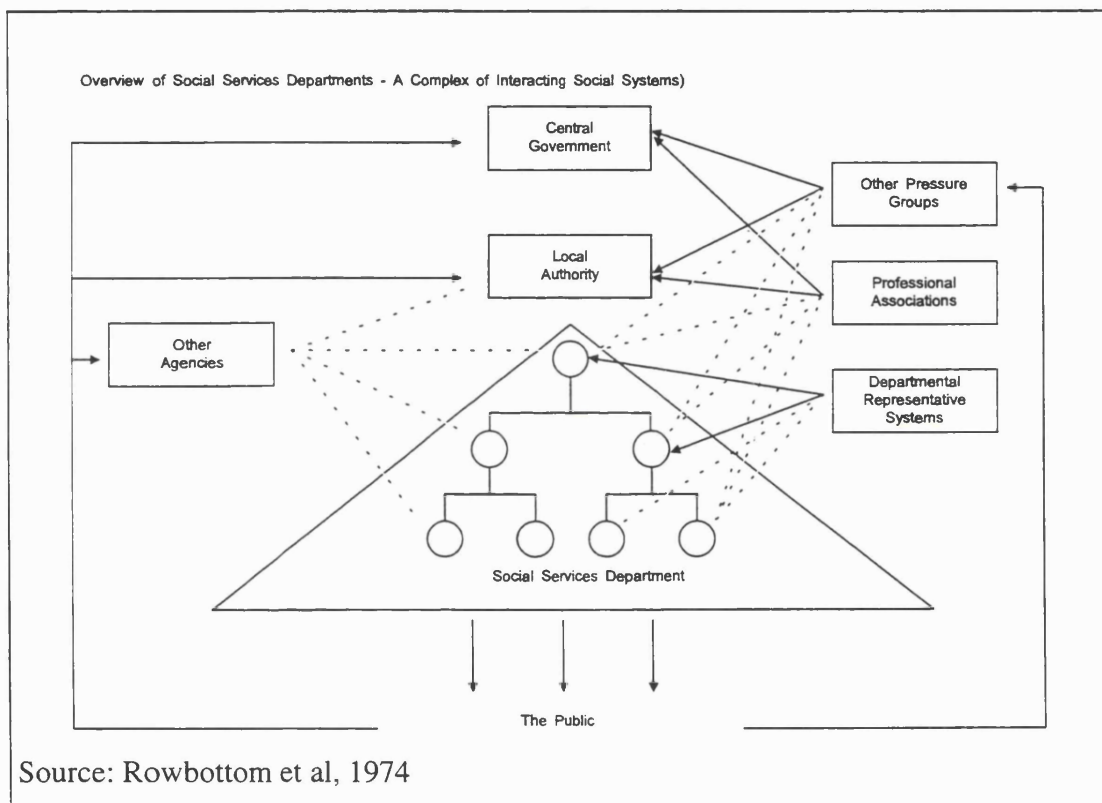 Overview of Social Services Departments - A Complex of Interacting Social Systems)
Central
Government
Other Pressure
Groups
Local
Authority
Professional
Associations
Other
Agencies
Departmental
Representative
Systems
Social Services Department
The Public
Source: Rowbottom et al, 1974